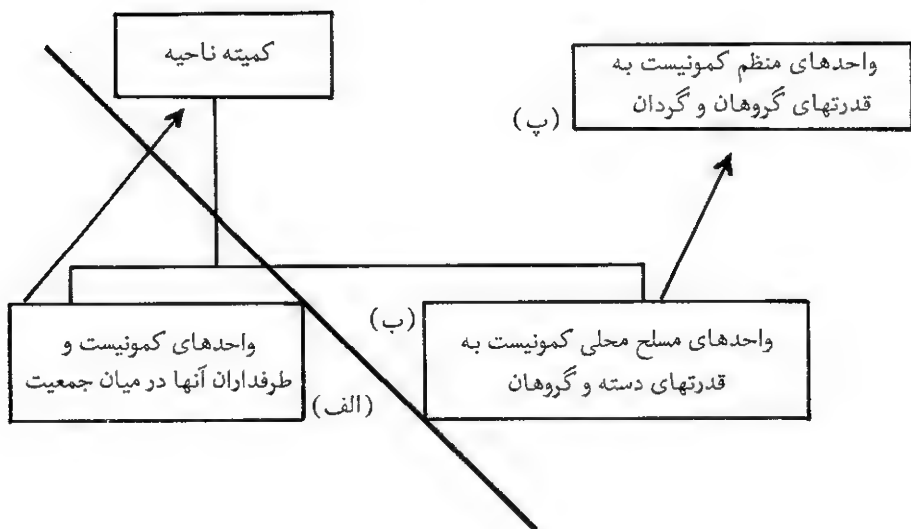 کمیته ناحیه
واحدهای منظم کمونیست به
قدرتهای گروهان و گردان
(پ)
واحدهای کمونیست و
طرفداران آنها در میان جمعیت
(الف)
واحدهای مسلح محلی کمونیست به
قدرتهای دسته و گروهان
(ب)